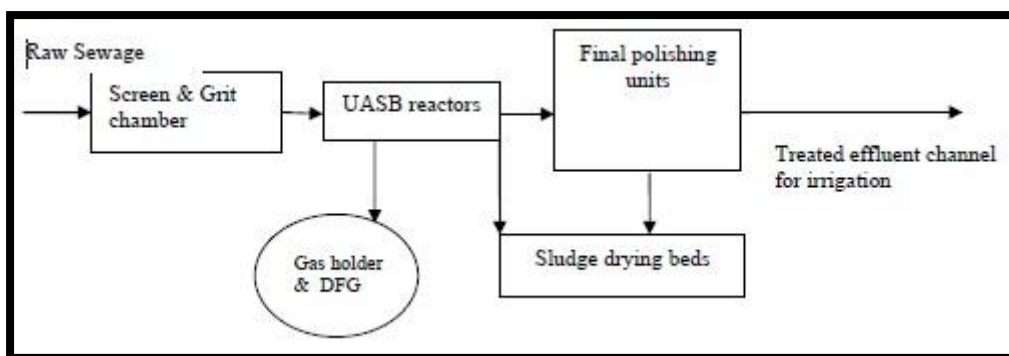 Raw Sewage
Screen & Grit
chamber
UASB reactors
Final polishing
units
Treated effluent channel
for irrigation
Gas holder
& DFG
Sludge drying beds